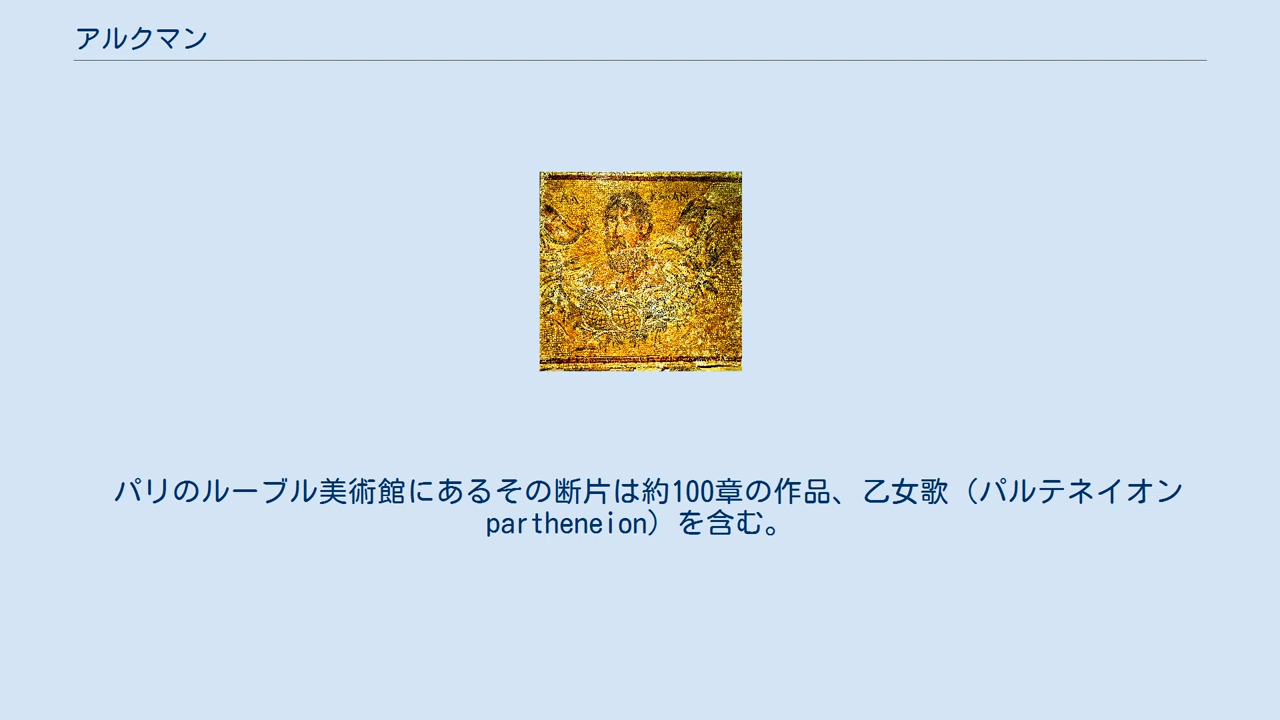 アルクマン
パリのルーブル美術館にあるその断片は約100章の作品、乙女歌（パルテネイオン
partheneion）を含む。